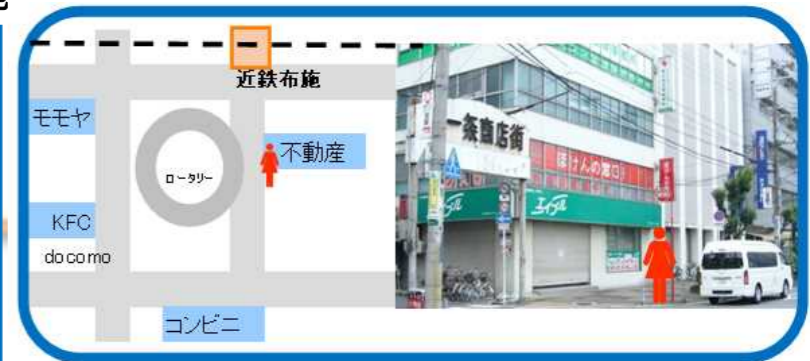 近鉄布施
モモヤ
不動産
ロータリー
KFC
docomo
コンビニ
一条商店街
ほけんの窓口
エイブル